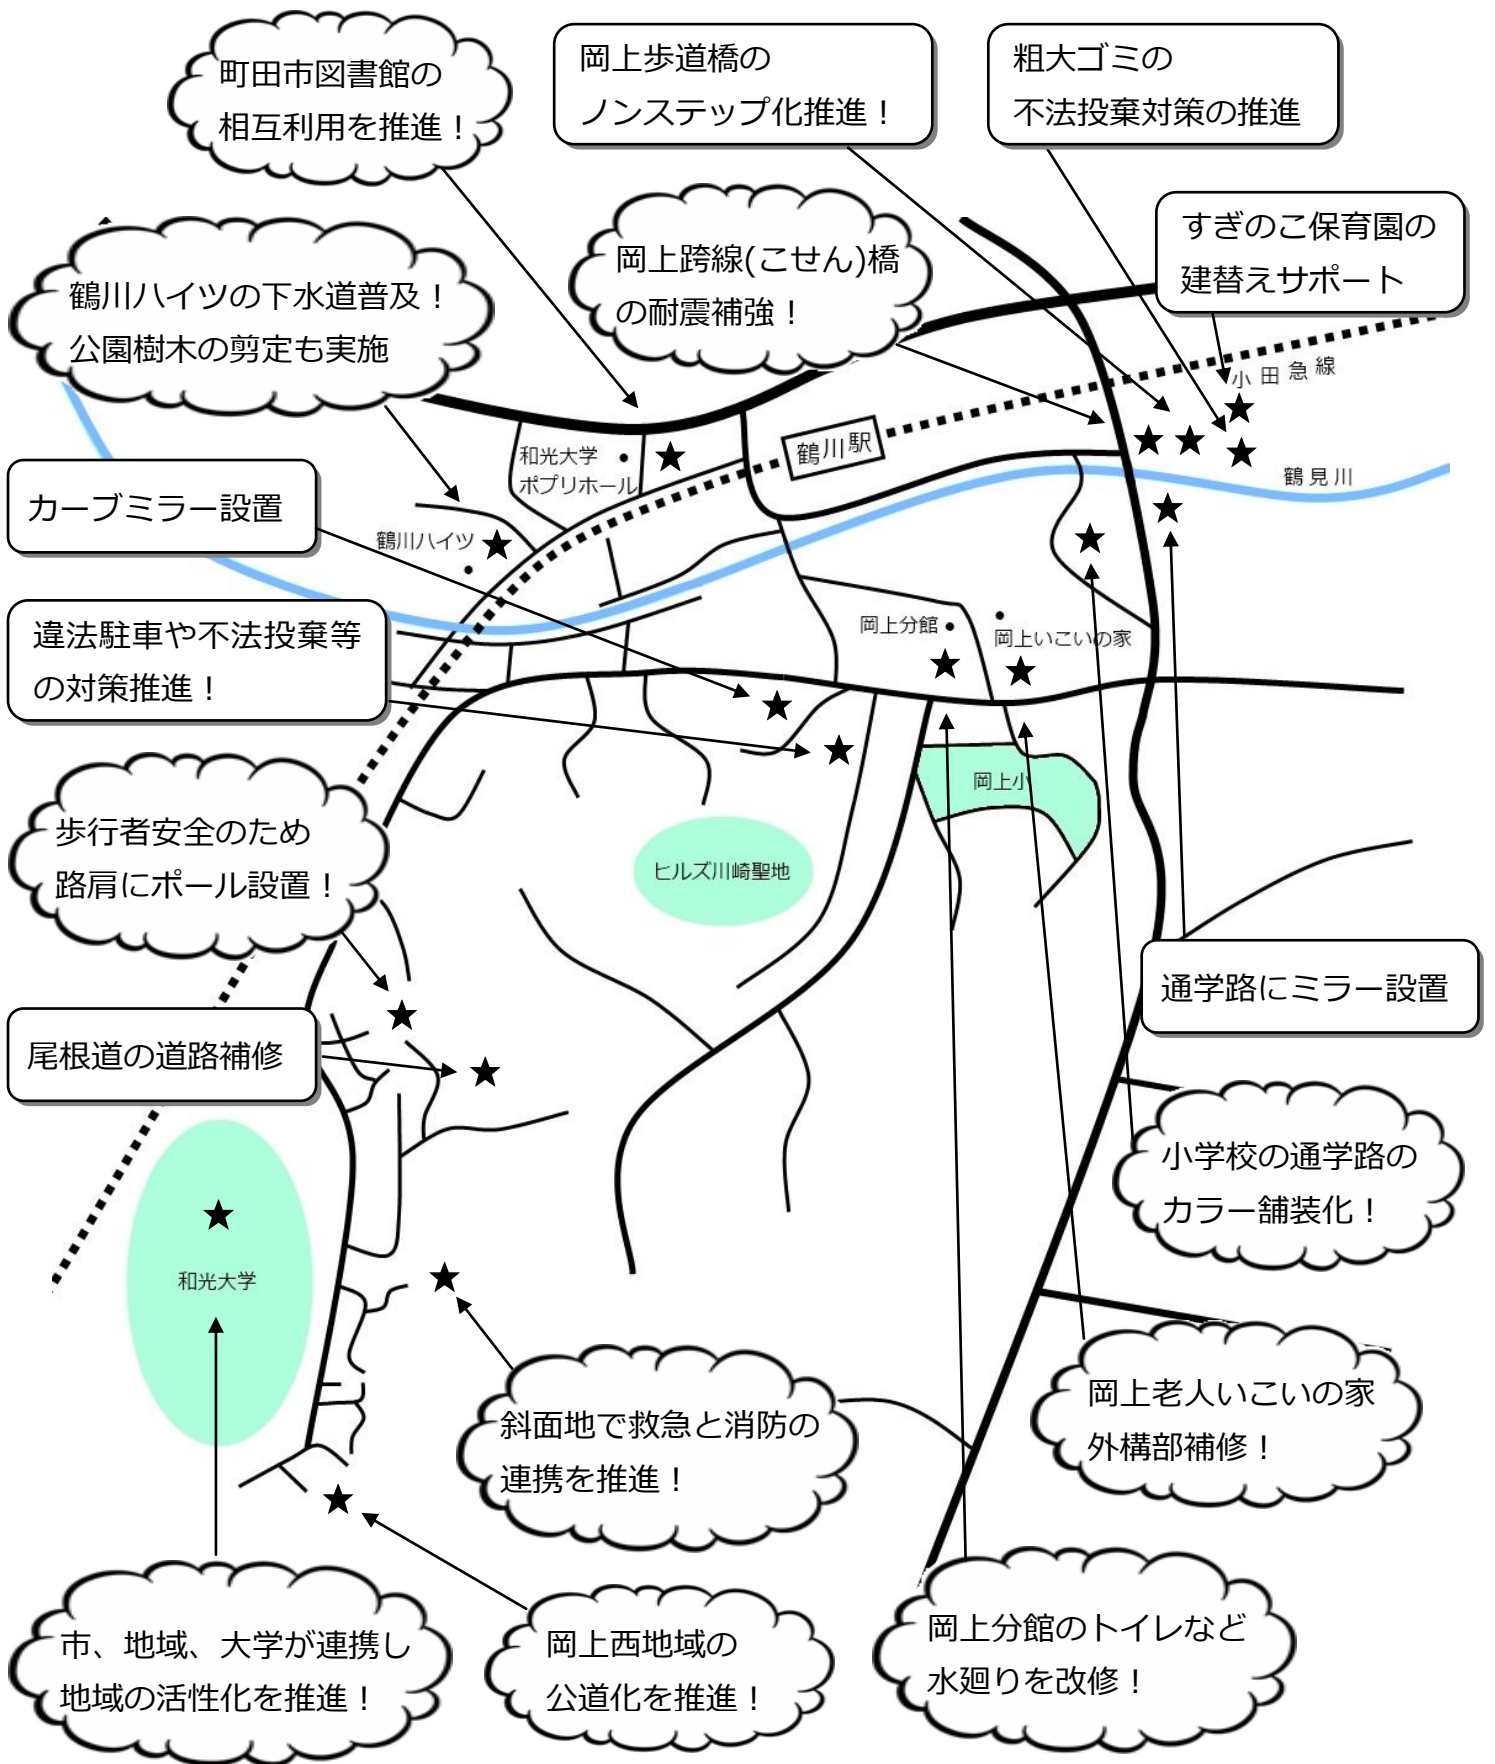 町田市図書館の
相互利用を推進！
岡上歩道橋の
ノンステップ化推進！
粗大ゴミの
不法投棄対策の推進
すぎのこ保育園の
建替えサポート
岡上跨線(こせん)橋
の耐震補強！
鶴川ハイツの下水道普及！
公園樹木の剪定も実施
小田急線
鶴川駅
和光大学
ポプリホール
鶴見川
カーブミラー設置
鶴川ハイツ
違法駐車や不法投棄等
の対策推進！
岡上分館
岡上いこいの家
岡上小
歩行者安全のため
路肩にポール設置！
ヒルズ川崎聖地
通学路にミラー設置
尾根道の道路補修
小学校の通学路の
カラー舗装化！
和光大学
岡上老人いこいの家
外構部補修！
斜面地で救急と消防の
連携を推進！
市、地域、大学が連携し
地域の活性化を推進！
岡上西地域の
公道化を推進！
岡上分館のトイレなど
水廻りを改修！